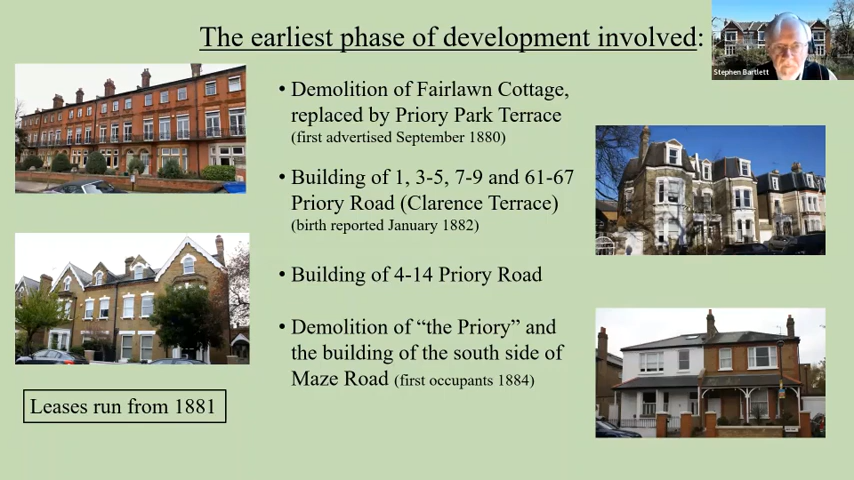 The earliest phase of development involved:
Stephen Bartlett
• Demolition of Fairlawn Cottage,
replaced by Priory Park Terrace
(first advertised September 1880)
• Building of 1, 3-5, 7-9 and 61-67
Priory Road (Clarence Terrace)
(birth reported January 1882)
• Building of 4-14 Priory Road
• Demolition of “the Priory” and
the building of the south side of
Maze Road (first occupants 1884)
Leases run from 1881